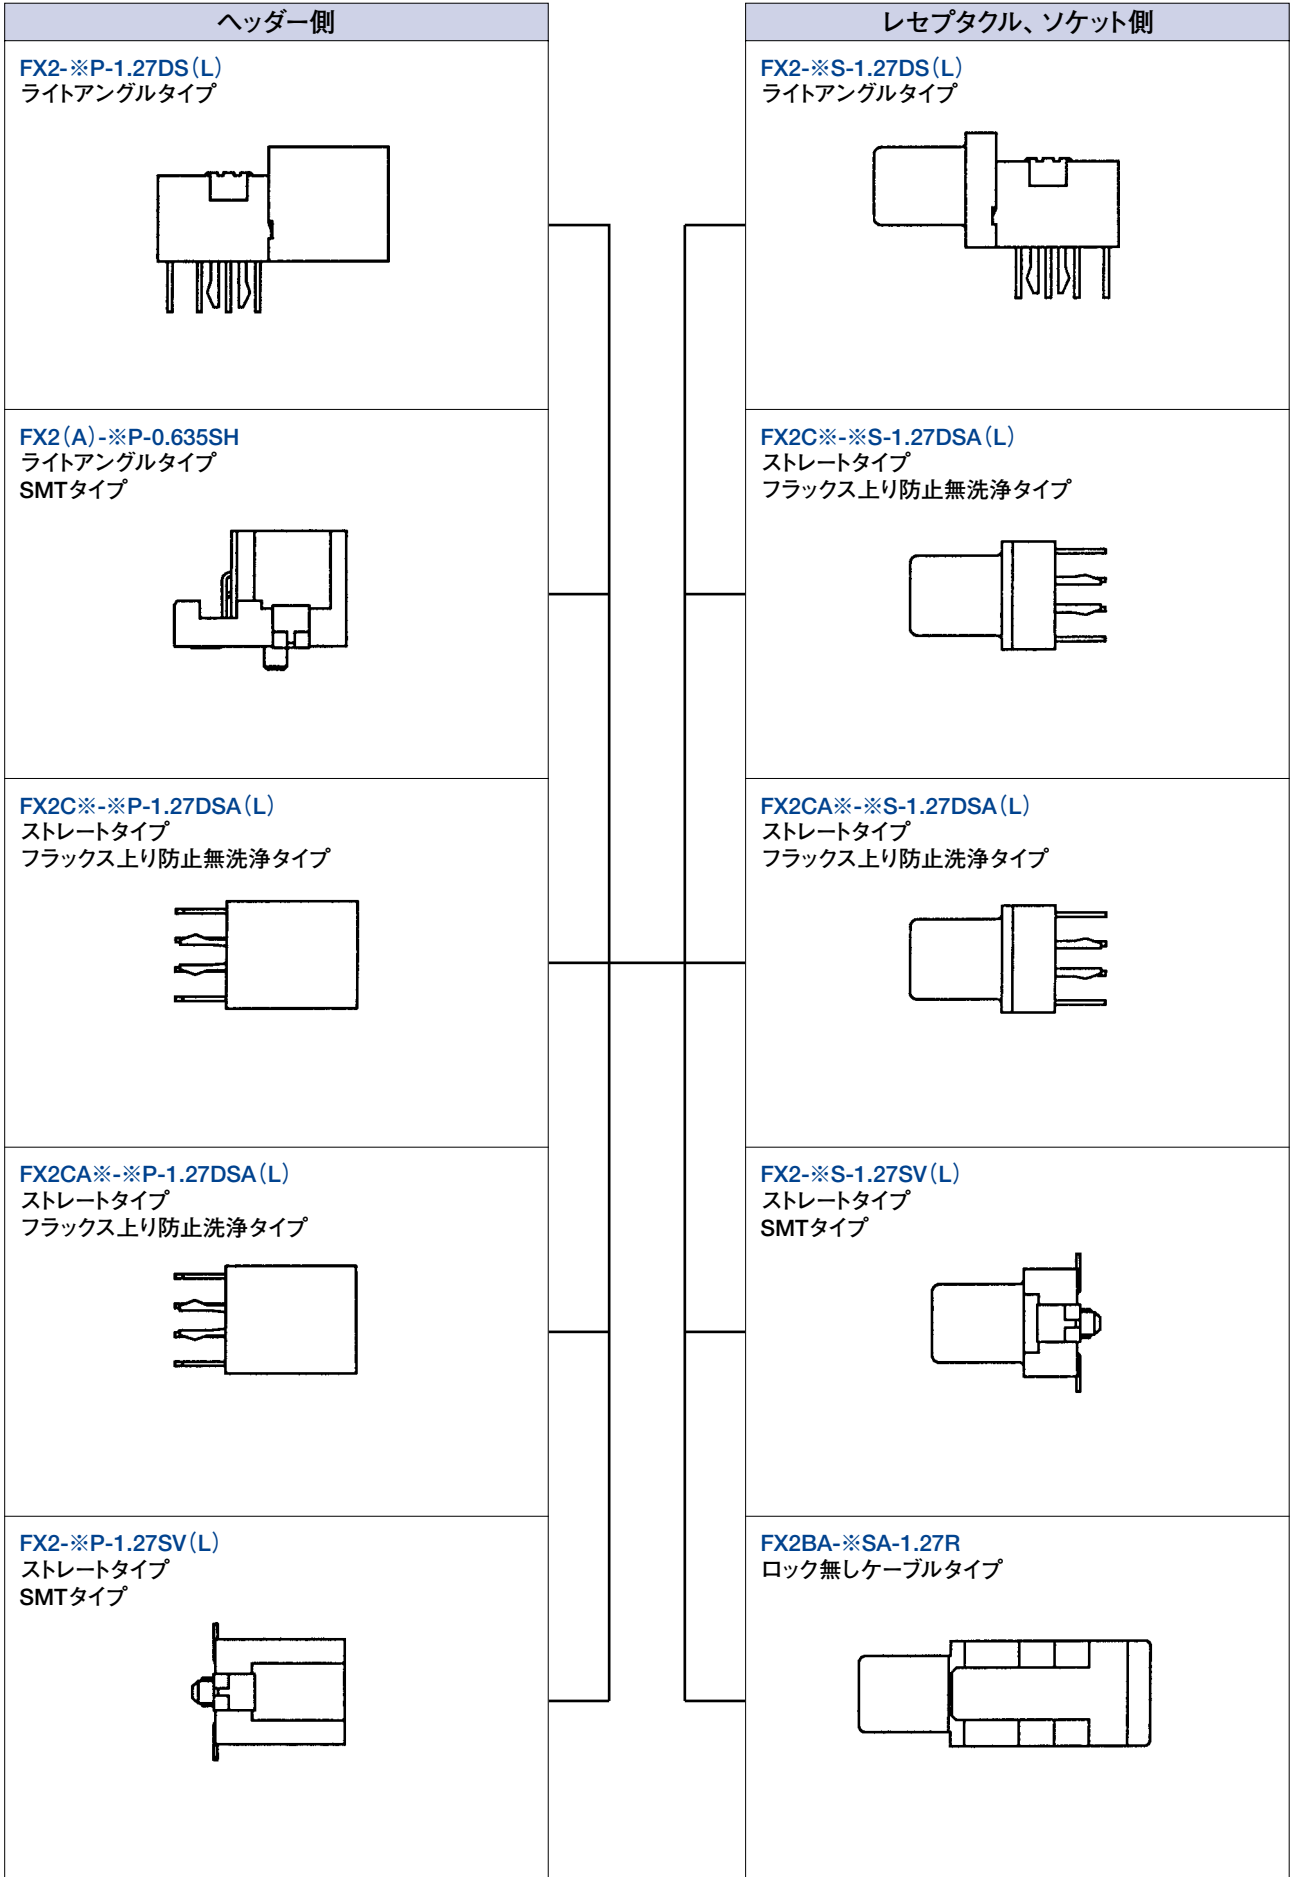 ヘッダー側
FX2-※P-1.27DS(L)
ライトアングルタイプ
FX2(A)-※P-0.635SH
ライトアングルタイプ
SMTタイプ
FX2C※-※P-1.27DSA(L)
ストレートタイプ
フラックス上り防止無洗浄タイプ
FX2CA※-※P-1.27DSA(L)
ストレートタイプ
フラックス上り防止洗浄タイプ
FX2-※P-1.27SV(L)
ストレートタイプ
SMTタイプ
レセプタクル、ソケット側
FX2-※S-1.27DS(L)
ライトアングルタイプ
FX2C※-※S-1.27DSA(L)
ストレートタイプ
フラックス上り防止無洗浄タイプ
FX2CA※-※S-1.27DSA(L)
ストレートタイプ
フラックス上り防止洗浄タイプ
FX2-※S-1.27SV(L)
ストレートタイプ
SMTタイプ
FX2BA-※SA-1.27R
ロック無しケーブルタイプ